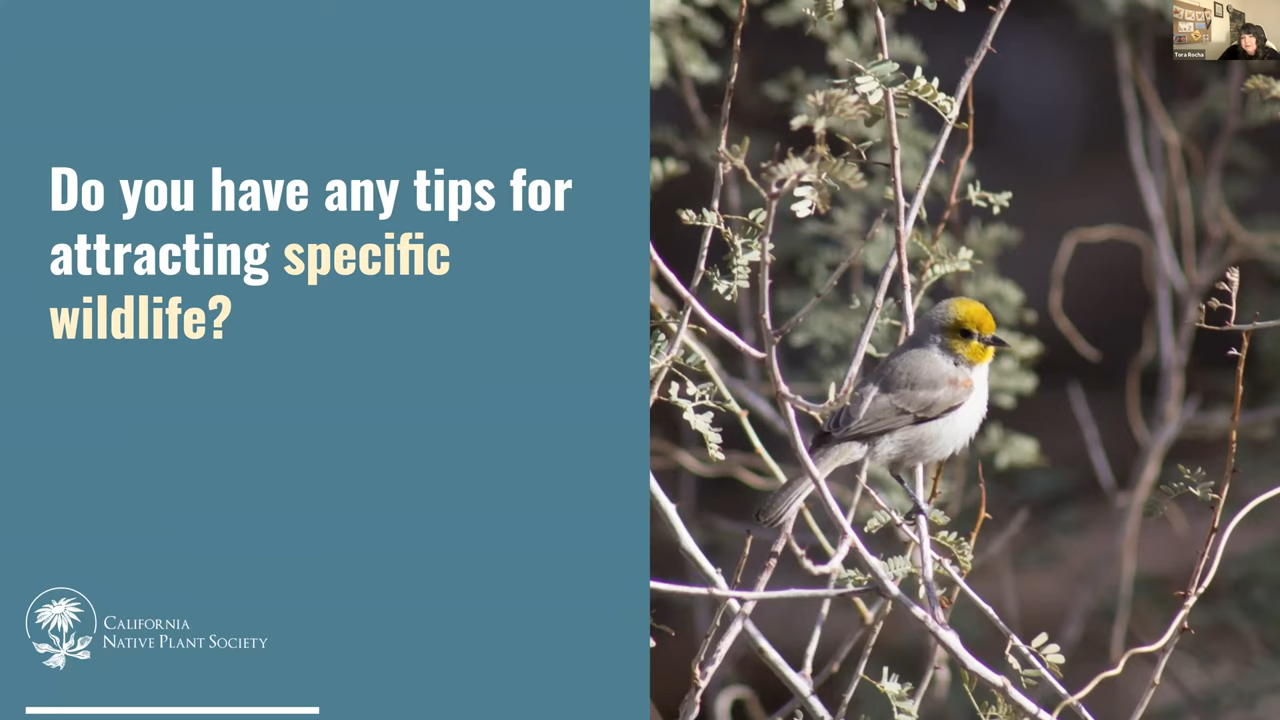 Do you have any tips for
attracting specific
wildlife?
California
Native Plant Society
Tora Rocha